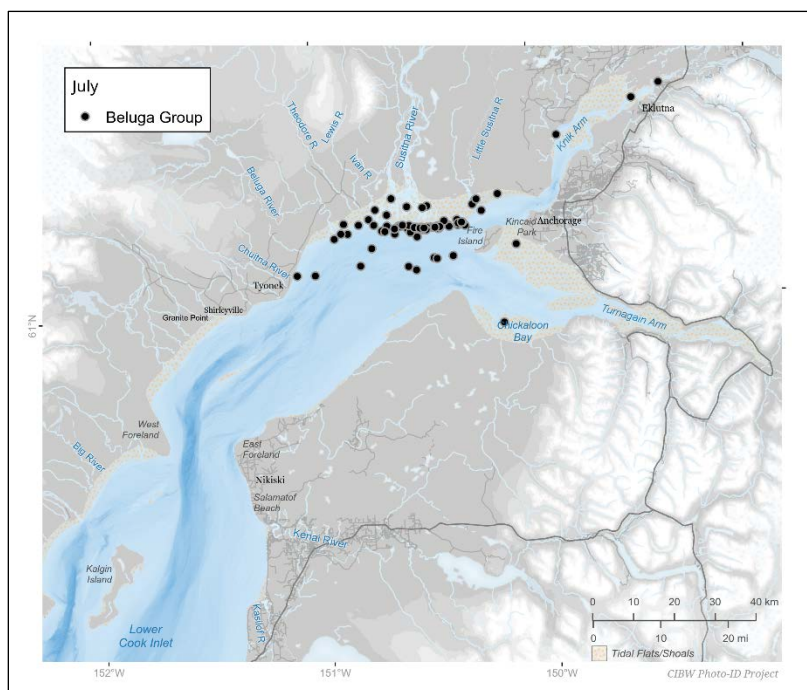 July
Beluga Group
Theodore R
Lewis R
Ivan R
Susitna River
Little Susitna R
Beluga River
Knik Arm
Eklutna
Anchorage
Kincaid
Park
Fire
Island
Chuitna River
Tyonek
Shirleyville
Granite Point
61°N
Turnagain Arm
Chickaloon
Bay
West
Foreland
East
Foreland
Big River
Nikiski
Salamatof
Beach
Kenai River
Kalgin
Island
Kasilof R
Lower
Cook Inlet
0 10 20 30 40 km
0 10 20 mi
Tidal Flats/Shoals
152°W
151°W
150°W
CIBW Photo-ID Project